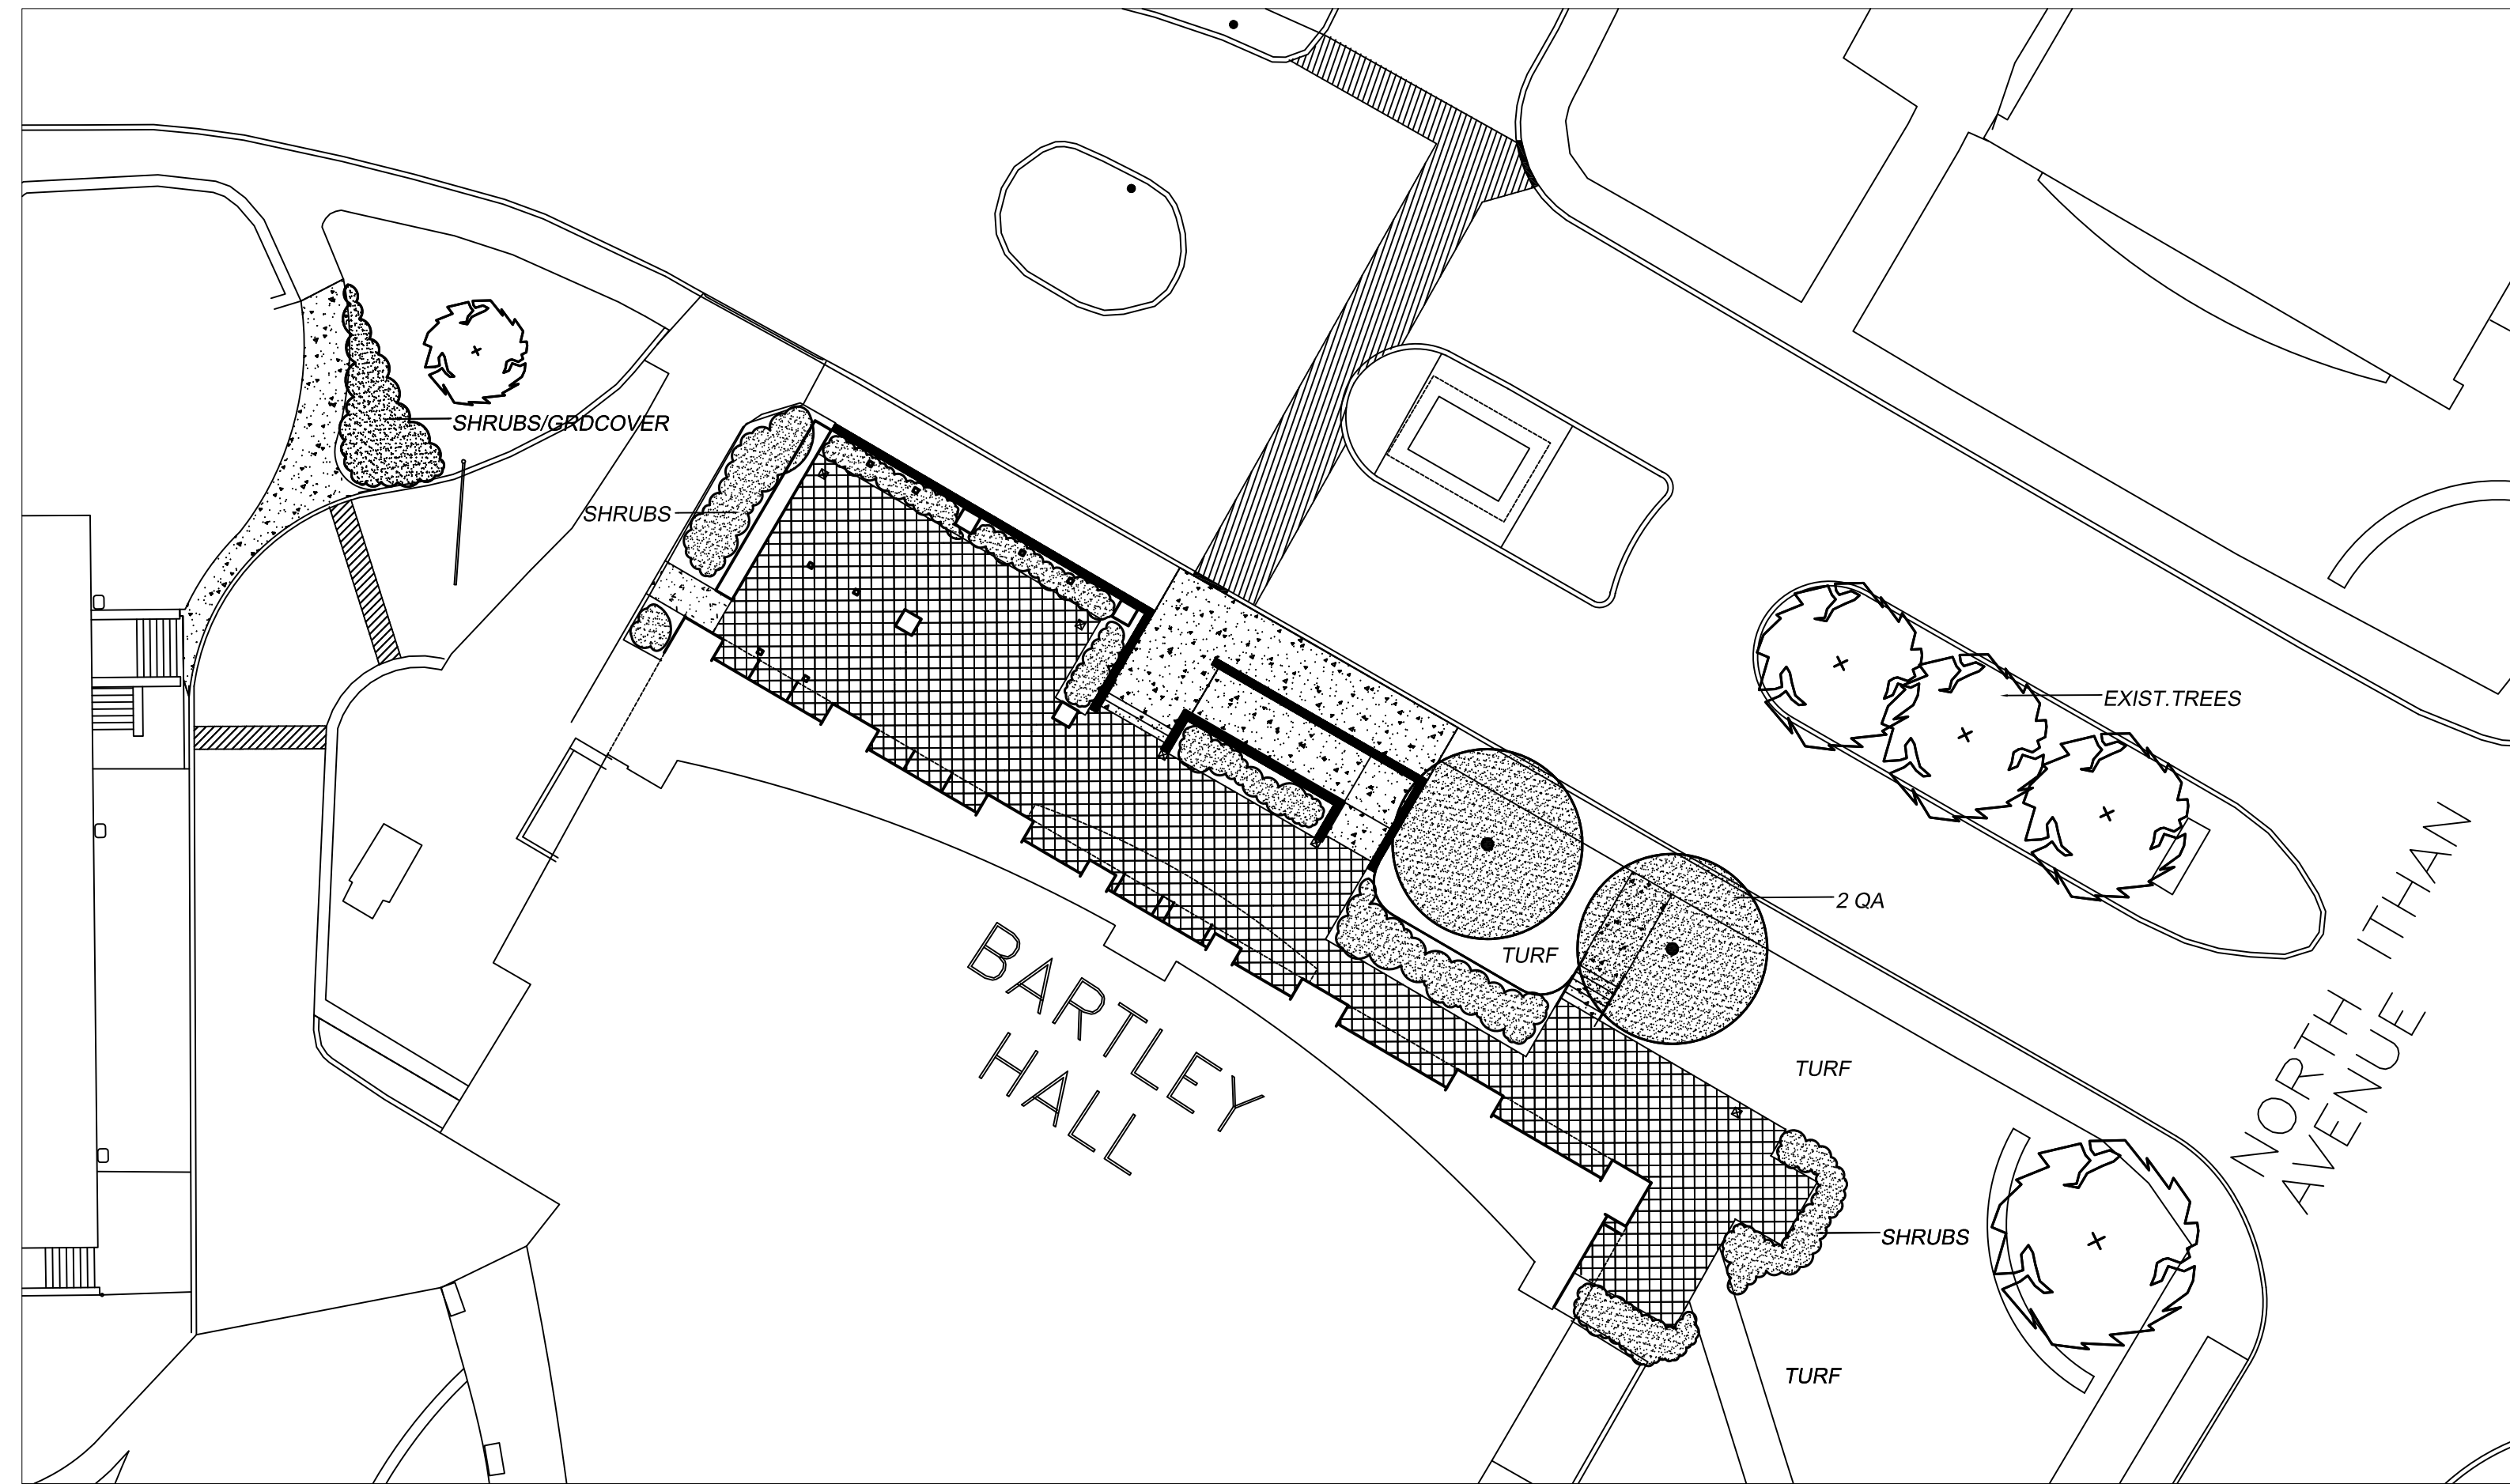 SHRUBS/GRDCOVER
SHRUBS
EXIST.TREES
2 QA
TURF
BARTLEY
HALL
TURF
NORTH ITHAN
AVENUE
SHRUBS
TURF